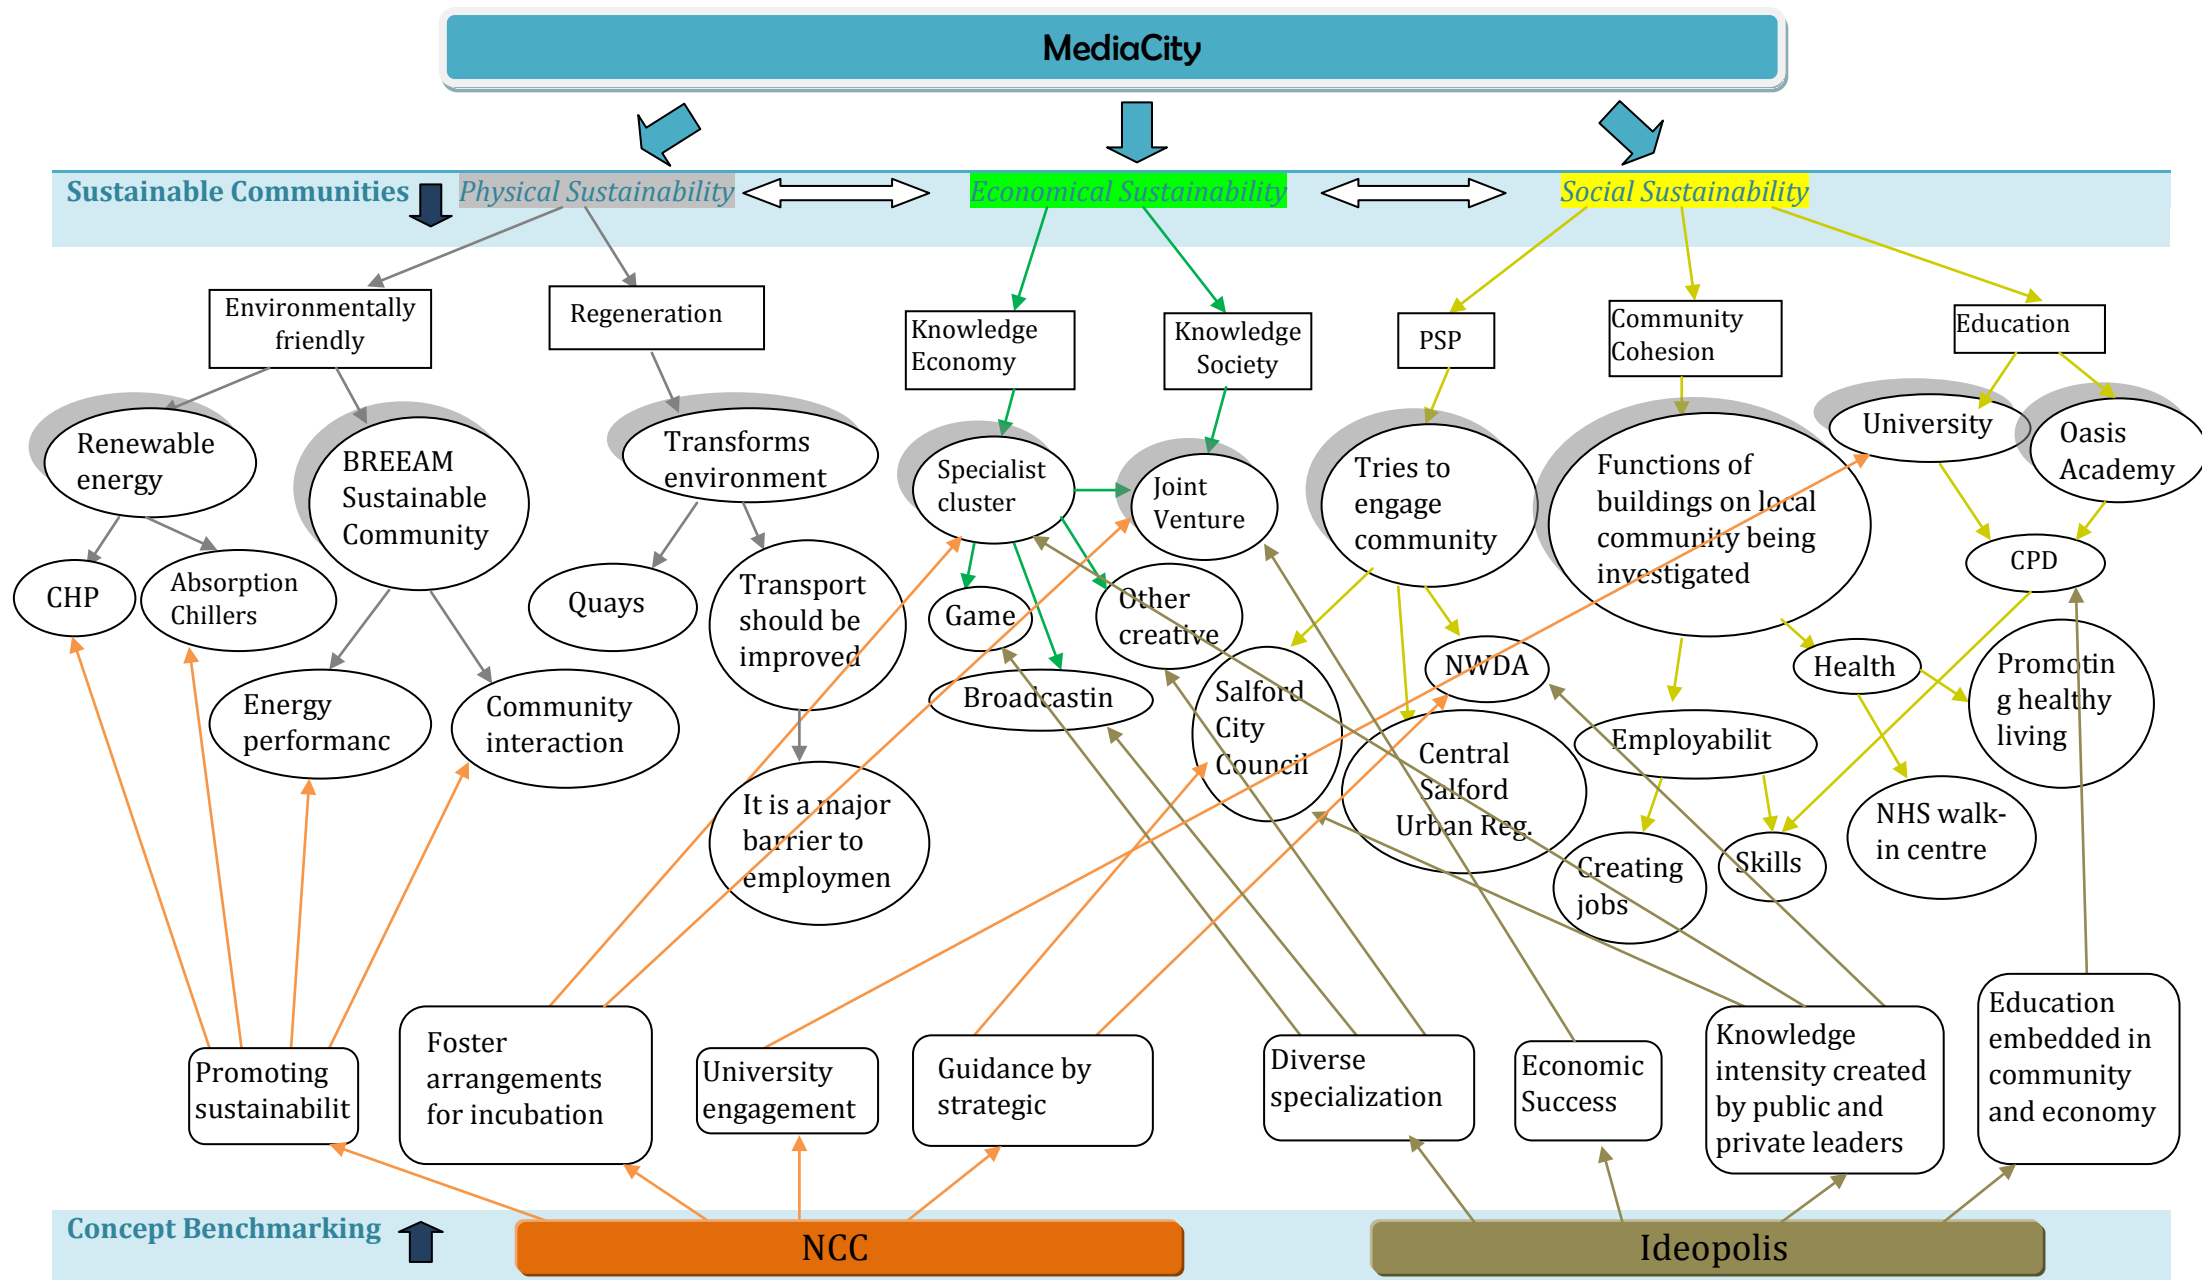 MediaCity
Sustainable Communities
Physical Sustainability
Economical Sustainability
Social Sustainability
Environmentally
friendly
Regeneration
Knowledge
Economy
Knowledge
Society
PSP
Community
Cohesion
Education
Renewable
energy
BREEAM
Sustainable
Community
Transforms
environment
Specialist
cluster
Joint
Venture
Tries to
engage
community
Functions of
buildings on local
community being
investigated
University
Oasis
Academy
CHP
Absorption
Chillers
Quays
Transport
should be
improved
Game
Other
creative
Broadcastin
NWDA
Health
CPD
Promotin
g healthy
living
Energy
performanc
Community
interaction
Salford
City
Council
Central
Salford
Urban Reg.
Employabilit
It is a major
barrier to
employmen
Creating
jobs
Skills
NHS walk-
in centre
Promoting
sustainabilit
Foster
arrangements
for incubation
University
engagement
Guidance by
strategic
Diverse
specialization
Economic
Success
Knowledge
intensity created
by public and
private leaders
Education
embedded in
community
and economy
Concept Benchmarking
NCC
Ideopolis